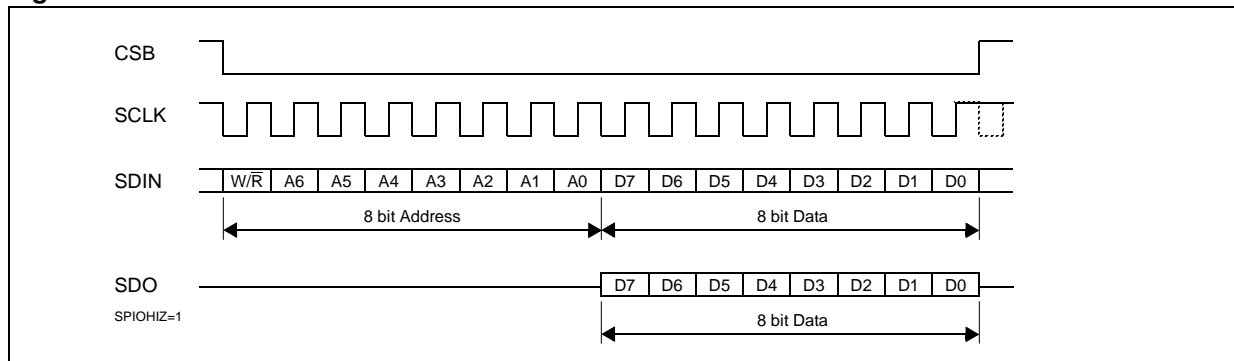 CSB
SCLK
SDIN W/R̅ A6 A5 A4 A3 A2 A1 A0 D7 D6 D5 D4 D3 D2 D1 D0
8 bit Address 8 bit Data
SDO D7 D6 D5 D4 D3 D2 D1 D0
SPIOHIZ=1 8 bit Data